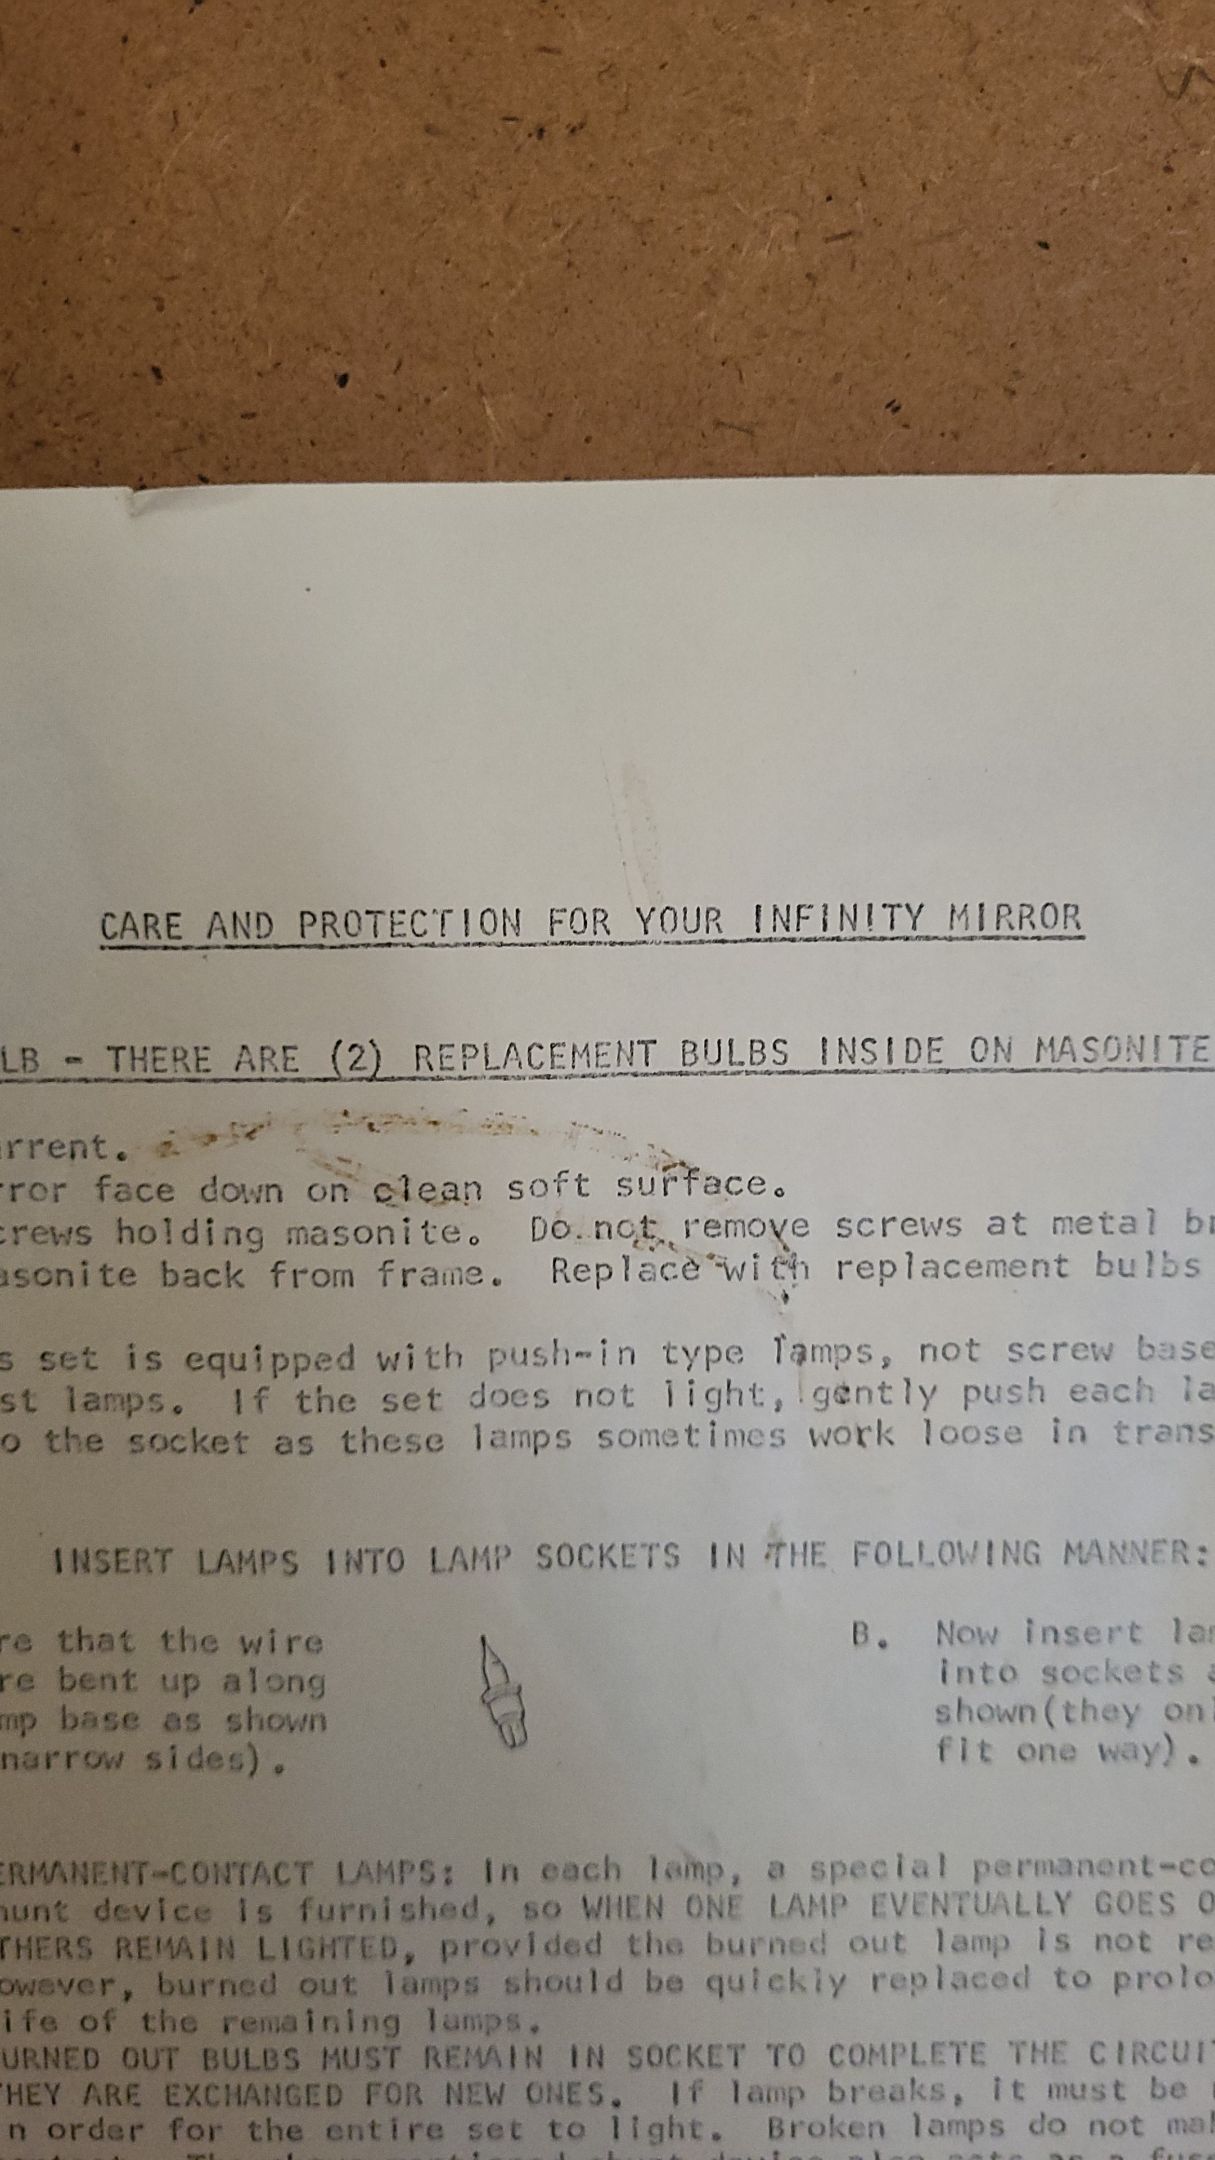 CARE AND PROTECTION FOR YOUR INFINITY MIRROR
LB - THERE ARE (2) REPLACEMENT BULBS INSIDE ON MASONITE
rrent.
rror face down on clean soft surface.
crews holding masonite. Do not remove screws at metal br
asonite back from frame. Replace with replacement bulbs
s set is equipped with push-in type lamps, not screw base
st lamps. If the set does not light, gently push each la
o the socket as these lamps sometimes work loose in trans
INSERT LAMPS INTO LAMP SOCKETS IN THE FOLLOWING MANNER:
re that the wire
re bent up along
mp base as shown
narrow sides).
B. Now insert la
into sockets a
shown(they onl
fit one way).
ERMANENT-CONTACT LAMPS: In each lamp, a special permanent-co
hunt device is furnished, so WHEN ONE LAMP EVENTUALLY GOES O
THERS REMAIN LIGHTED, provided the burned out lamp is not re
owever, burned out lamps should be quickly replaced to prolo
ife of the remaining lamps.
URNED OUT BULBS MUST REMAIN IN SOCKET TO COMPLETE THE CIRCUIT
THEY ARE EXCHANGED FOR NEW ONES. If lamp breaks, it must be
n order for the entire set to light. Broken lamps do not mak